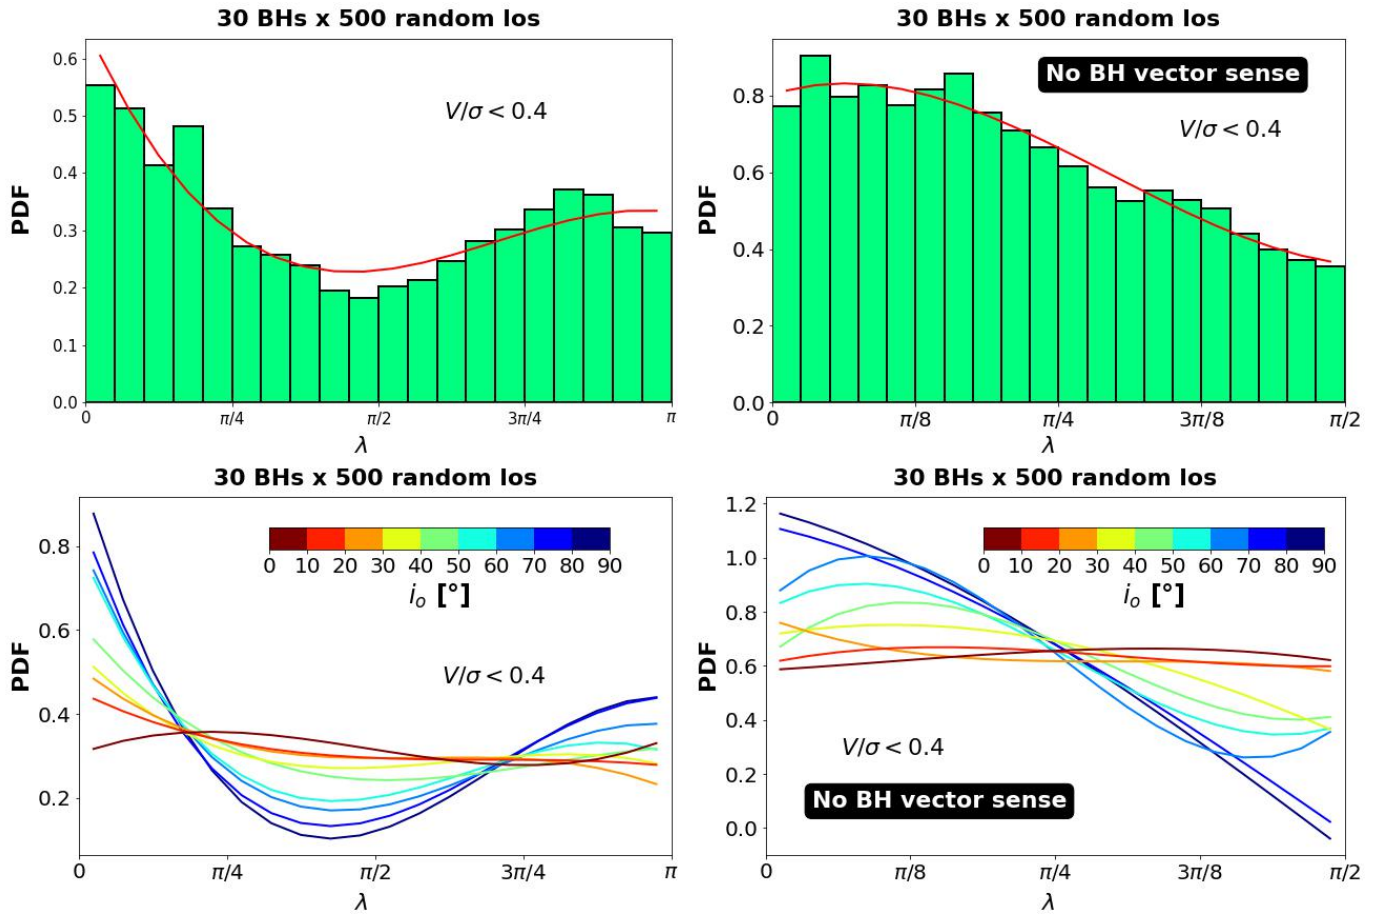 30 BHs x 500 random los
PDF
0.6
0.5
0.4
0.3
0.2
0.1
0.0
V/σ < 0.4
0 π/4 π/2 3π/4 π
λ
30 BHs x 500 random los
PDF
0.8
0.6
0.4
0.2
0.0
No BH vector sense
V/σ < 0.4
0 π/8 π/4 3π/8 π/2
λ
30 BHs x 500 random los
PDF
0.8
0.6
0.4
0.2
0 10 20 30 40 50 60 70 80 90
i_o [°]
V/σ < 0.4
0 π/4 π/2 3π/4 π
λ
30 BHs x 500 random los
PDF
1.2
1.0
0.8
0.6
0.4
0.2
0.0
0 10 20 30 40 50 60 70 80 90
i_o [°]
V/σ < 0.4
No BH vector sense
0 π/8 π/4 3π/8 π/2
λ